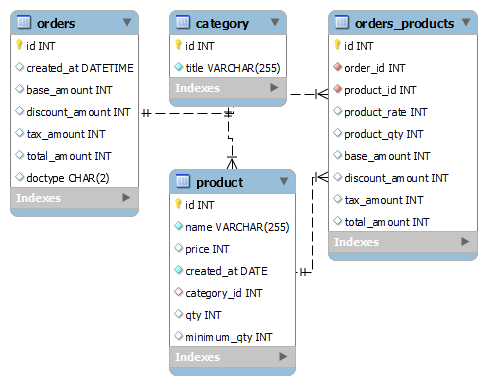 orders
id INT
created_at DATETIME
base_amount INT
discount_amount INT
tax_amount INT
total_amount INT
doctype CHAR(2)
Indexes
category
id INT
title VARCHAR(255)
Indexes
orders_products
id INT
order_id INT
product_id INT
product_rate INT
product_qty INT
base_amount INT
discount_amount INT
tax_amount INT
total_amount INT
Indexes
product
id INT
name VARCHAR(255)
price INT
created_at DATE
category_id INT
qty INT
minimum_qty INT
Indexes